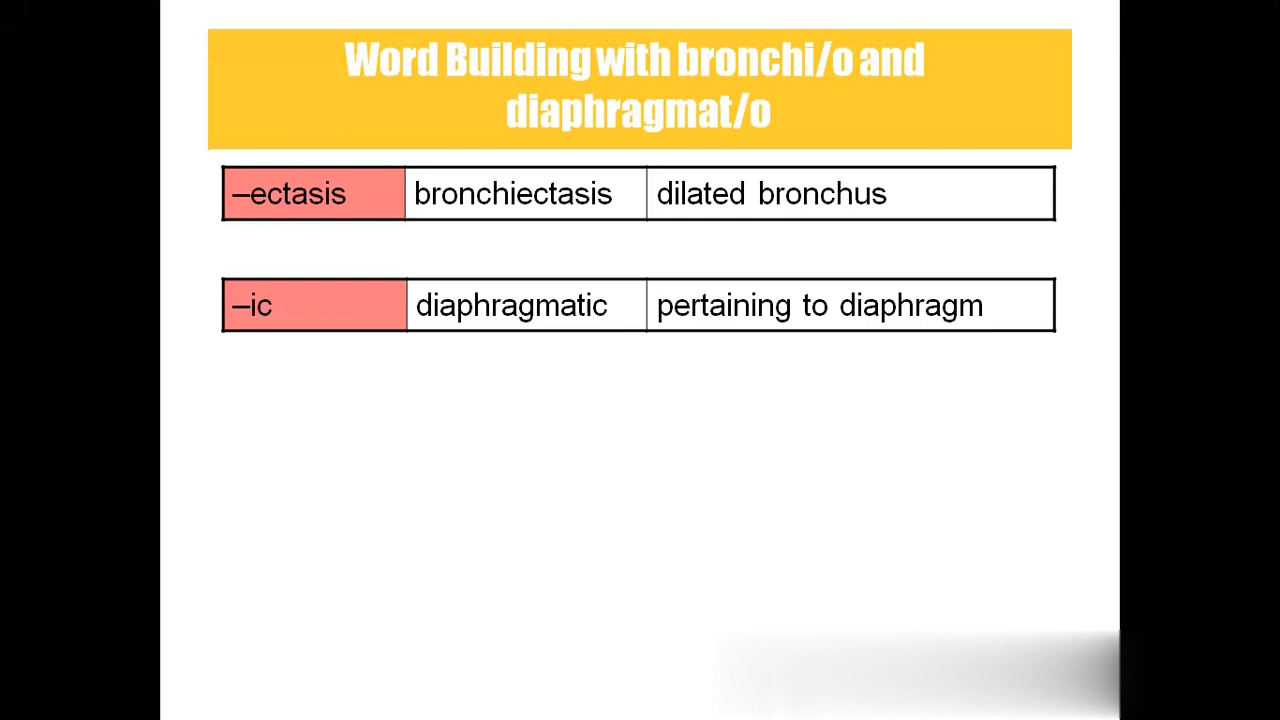 Word Building with bronchi/o and
diaphragmat/o
–ectasis bronchiectasis dilated bronchus
–ic diaphragmatic pertaining to diaphragm